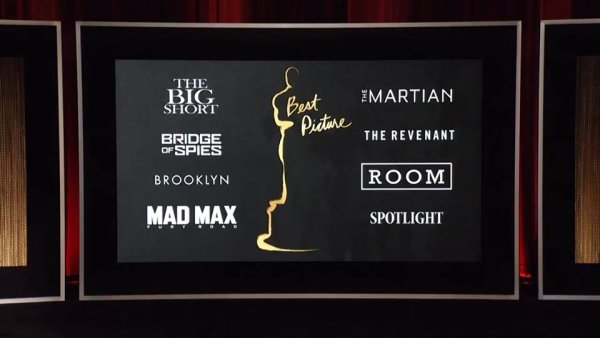 THE
BIG
SHORT
BRIDGE
OF SPIES
BROOKLYN
MAD MAX
FURY ROAD
Best
Picture
THE MARTIAN
THE REVENANT
ROOM
SPOTLIGHT